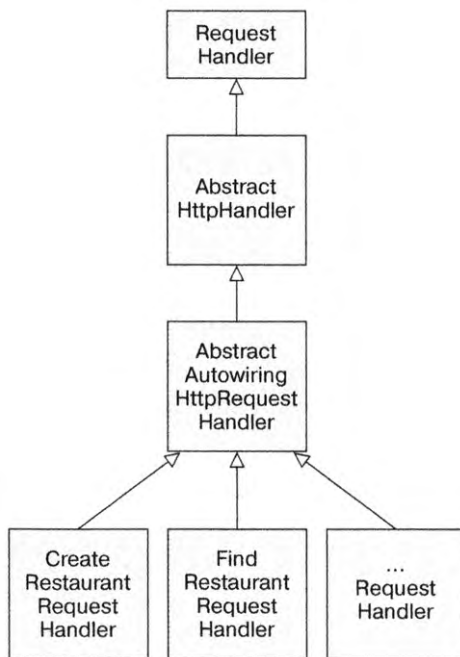 Request
Handler
Abstract
HttpHandler
Abstract
Autowiring
HttpRequest
Handler
Create
Restaurant
Request
Handler
Find
Restaurant
Request
Handler
...
Request
Handler